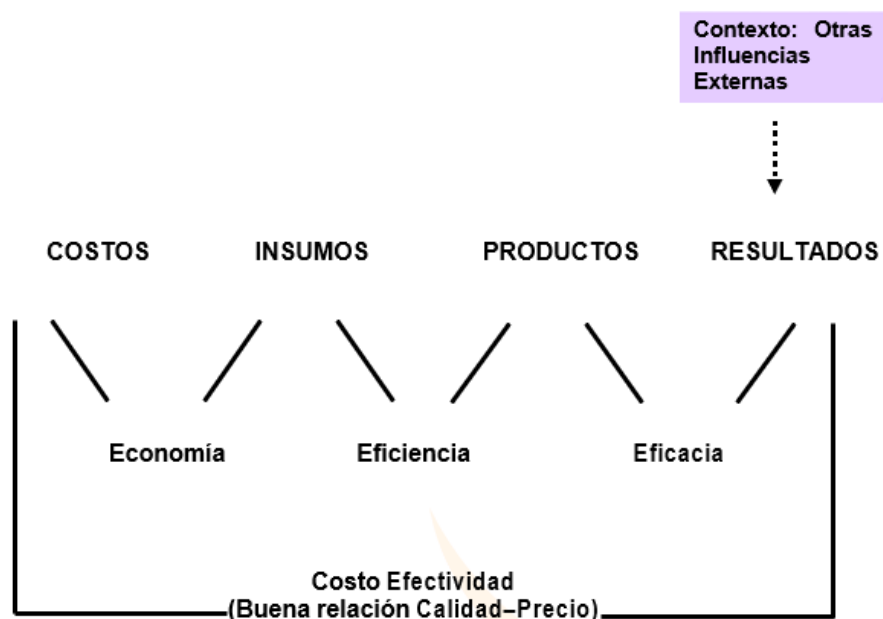 Contexto: Otras
Influencias
Externas
COSTOS INSUMOS PRODUCTOS RESULTADOS
Economía Eficiencia Eficacia
Costo Efectividad
(Buena relación Calidad–Precio)